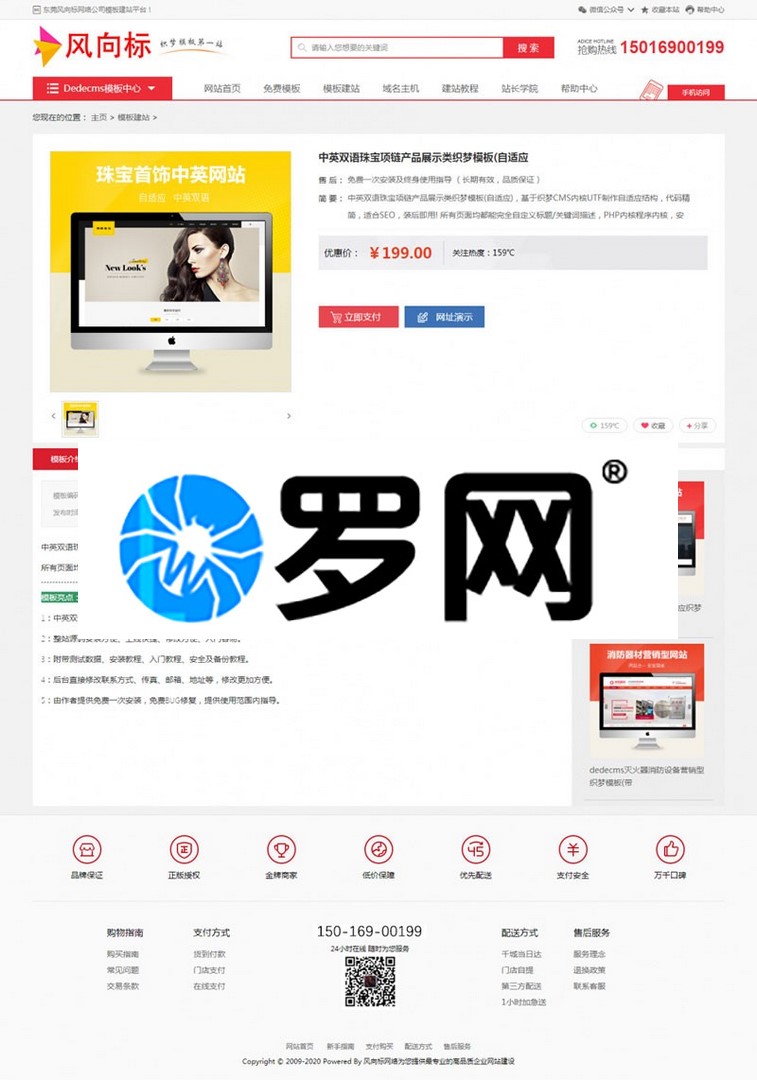 东莞风向标网络公司模板建站平台！
微信公众号 收藏本站 帮助中心
风向标 织梦模板第一站
请输入您想要的关键词 搜索
ADICE HOTLINE
抢购热线 15016900199
Dedecms模板中心 网站首页 免费模板 模板建站 域名主机 建站教程 站长学院 帮助中心 手机访问
您现在的位置： 主页 > 模板建站 >
珠宝首饰中英网站
自适应 中英双语
New Look's
中英双语珠宝项链产品展示类织梦模板(自适应
售 后： 免费一次安装及终身使用指导 （ 长期有效，品质保证 ）
简 要： 中英双语珠宝项链产品展示类织梦模板(自适应)，基于织梦CMS内核UTF制作自适应结构，代码精
简，适合SEO，装后即用! 所有页面均都能完全自定义标题/关键词描述，PHP内核程序内核，安
优惠价： ￥199.00 关注热度：159℃
立即支付 网址演示
159℃ 收藏 分享
模板介
模板编
发布时
罗网®
中英双语
所有页面
模板亮点：
1：中英双
2：整站源码安装方便、上线快速、修改方便、入门容易。
3：附带测试数据、安装教程、入门教程、安全及备份教程。
4：后台直接修改联系方式、传真、邮箱、地址等，修改更加方便。
5：由作者提供免费一次安装，免费BUG修复，提供使用范围内指导。
应织梦
消防器材营销型网站
dedecms灭火器消防设备营销型
织梦模板(带
品牌保证 正版授权 金牌商家 低价保障 优先配送 支付安全 万千口碑
购物指南
购买指南
常见问题
交易条款
支付方式
货到付款
门店支付
在线支付
150-169-00199
24小时在线 随时为您服务
配送方式
千城当日达
门店自提
第三方配送
1小时加急送
售后服务
服务理念
退换政策
联系客服
网站首页 新手指南 支付购买 配送方式 售后服务
Copyright © 2009-2020 Powered By 风向标网络为您提供最专业的高品质企业网站建设